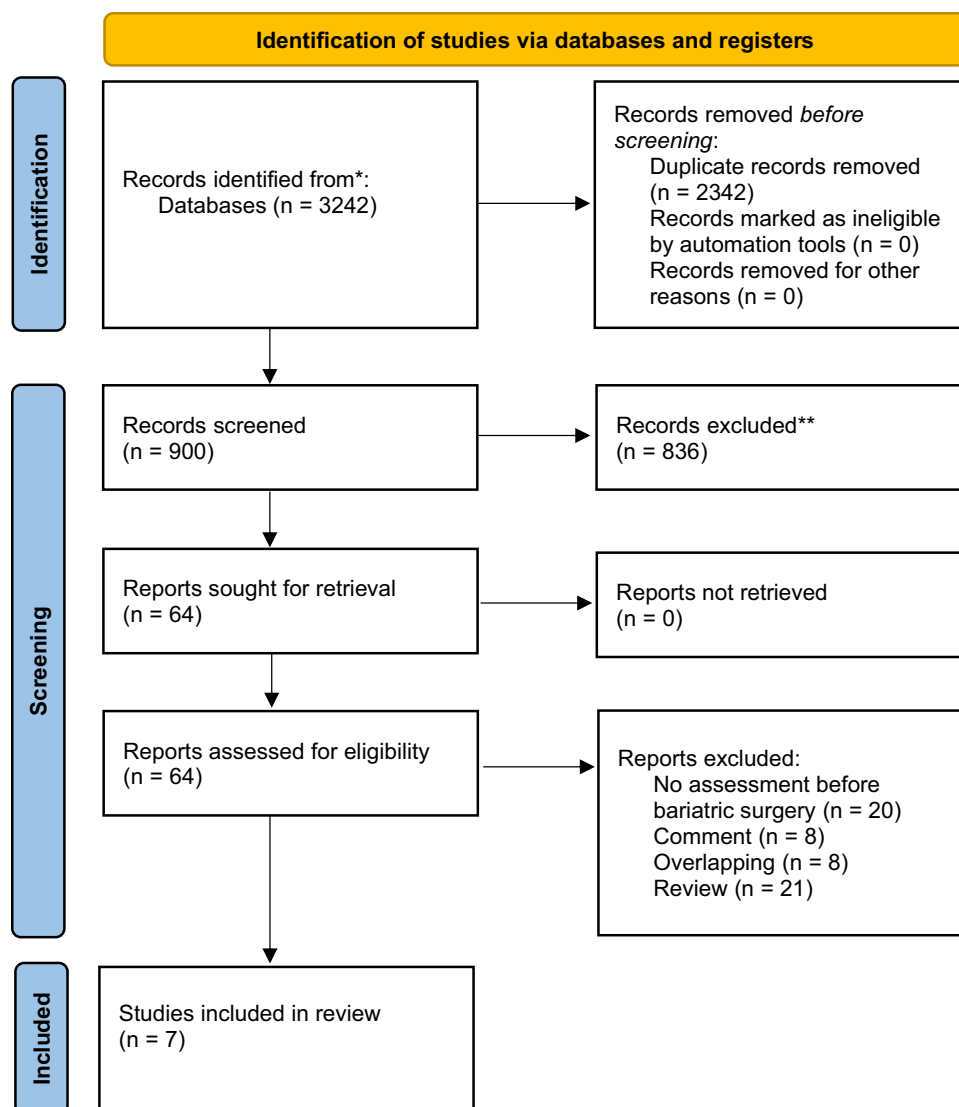 Identification of studies via databases and registers
Identification
Records identified from*:
Databases (n = 3242)
Records removed before
screening:
Duplicate records removed
(n = 2342)
Records marked as ineligible
by automation tools (n = 0)
Records removed for other
reasons (n = 0)
Screening
Records screened
(n = 900)
Records excluded**
(n = 836)
Reports sought for retrieval
(n = 64)
Reports not retrieved
(n = 0)
Reports assessed for eligibility
(n = 64)
Reports excluded:
No assessment before
bariatric surgery (n = 20)
Comment (n = 8)
Overlapping (n = 8)
Review (n = 21)
Included
Studies included in review
(n = 7)